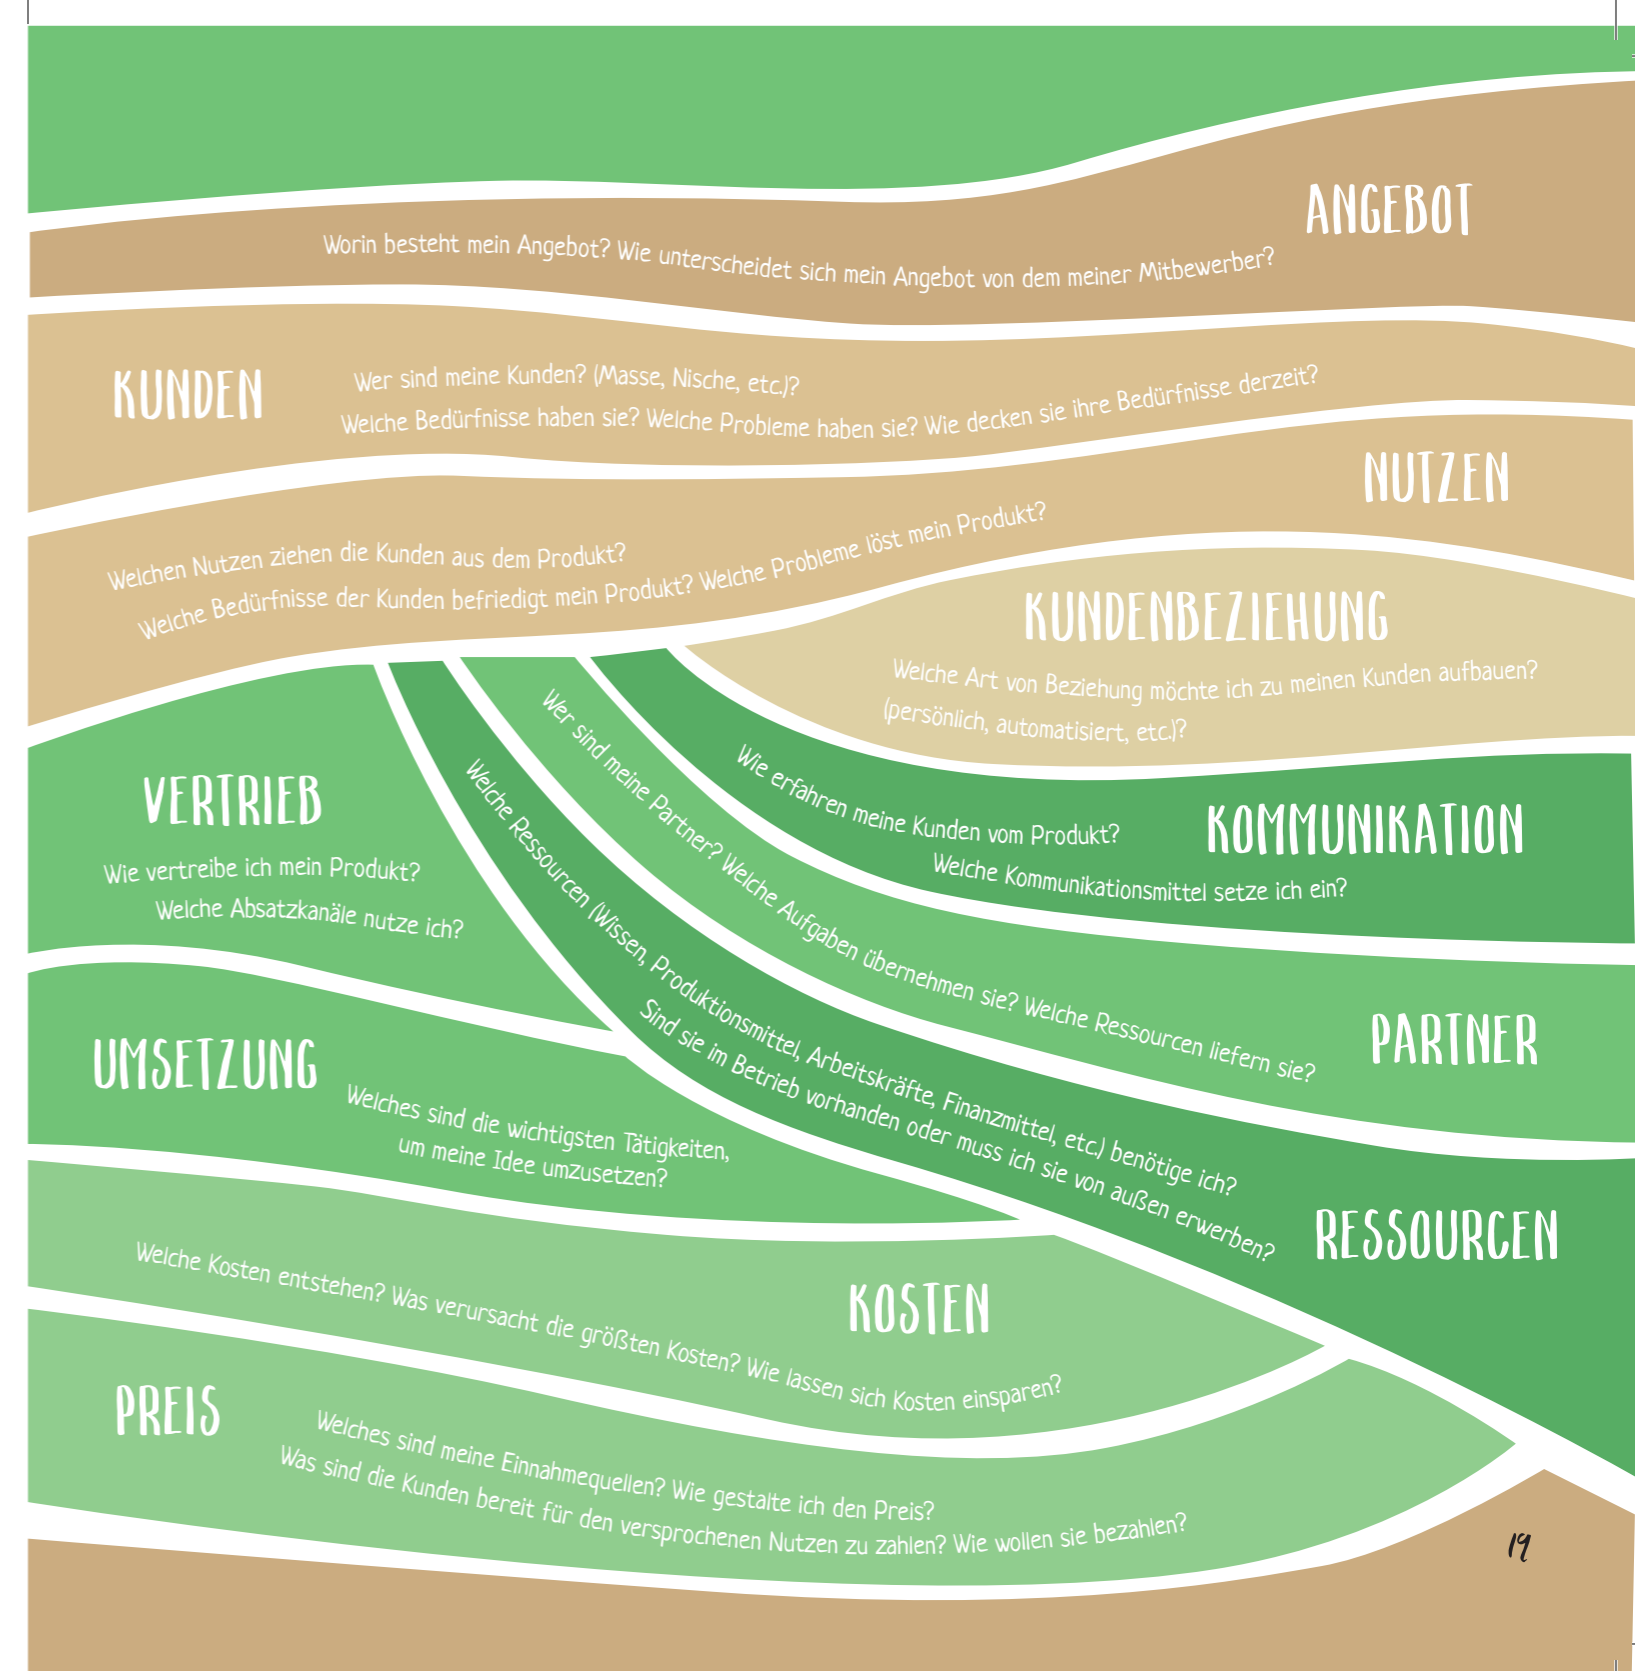 ANGEBOT
Worin besteht mein Angebot? Wie unterscheidet sich mein Angebot von dem meiner Mitbewerber?
KUNDEN
Wer sind meine Kunden? (Masse, Nische, etc.)?
Welche Bedürfnisse haben sie? Welche Probleme haben sie? Wie decken sie ihre Bedürfnisse derzeit?
NUTZEN
Welchen Nutzen ziehen die Kunden aus dem Produkt?
Welche Bedürfnisse der Kunden befriedigt mein Produkt? Welche Probleme löst mein Produkt?
KUNDENBEZIEHUNG
Welche Art von Beziehung möchte ich zu meinen Kunden aufbauen?
(persönlich, automatisiert, etc.)?
KOMMUNIKATION
Wie erfahren meine Kunden vom Produkt?
Welche Kommunikationsmittel setze ich ein?
VERTRIEB
Wie vertreibe ich mein Produkt?
Welche Absatzkanäle nutze ich?
PARTNER
Wer sind meine Partner? Welche Aufgaben übernehmen sie? Welche Ressourcen liefern sie?
RESSOURCEN
Welche Ressourcen (Wissen, Produktionsmittel, Arbeitskräfte, Finanzmittel, etc.) benötige ich?
Sind sie im Betrieb vorhanden oder muss ich sie von außen erwerben?
UMSETZUNG
Welches sind die wichtigsten Tätigkeiten,
um meine Idee umzusetzen?
KOSTEN
Welche Kosten entstehen? Was verursacht die größten Kosten? Wie lassen sich Kosten einsparen?
PREIS
Welches sind meine Einnahmequellen? Wie gestalte ich den Preis?
Was sind die Kunden bereit für den versprochenen Nutzen zu zahlen? Wie wollen sie bezahlen?
19